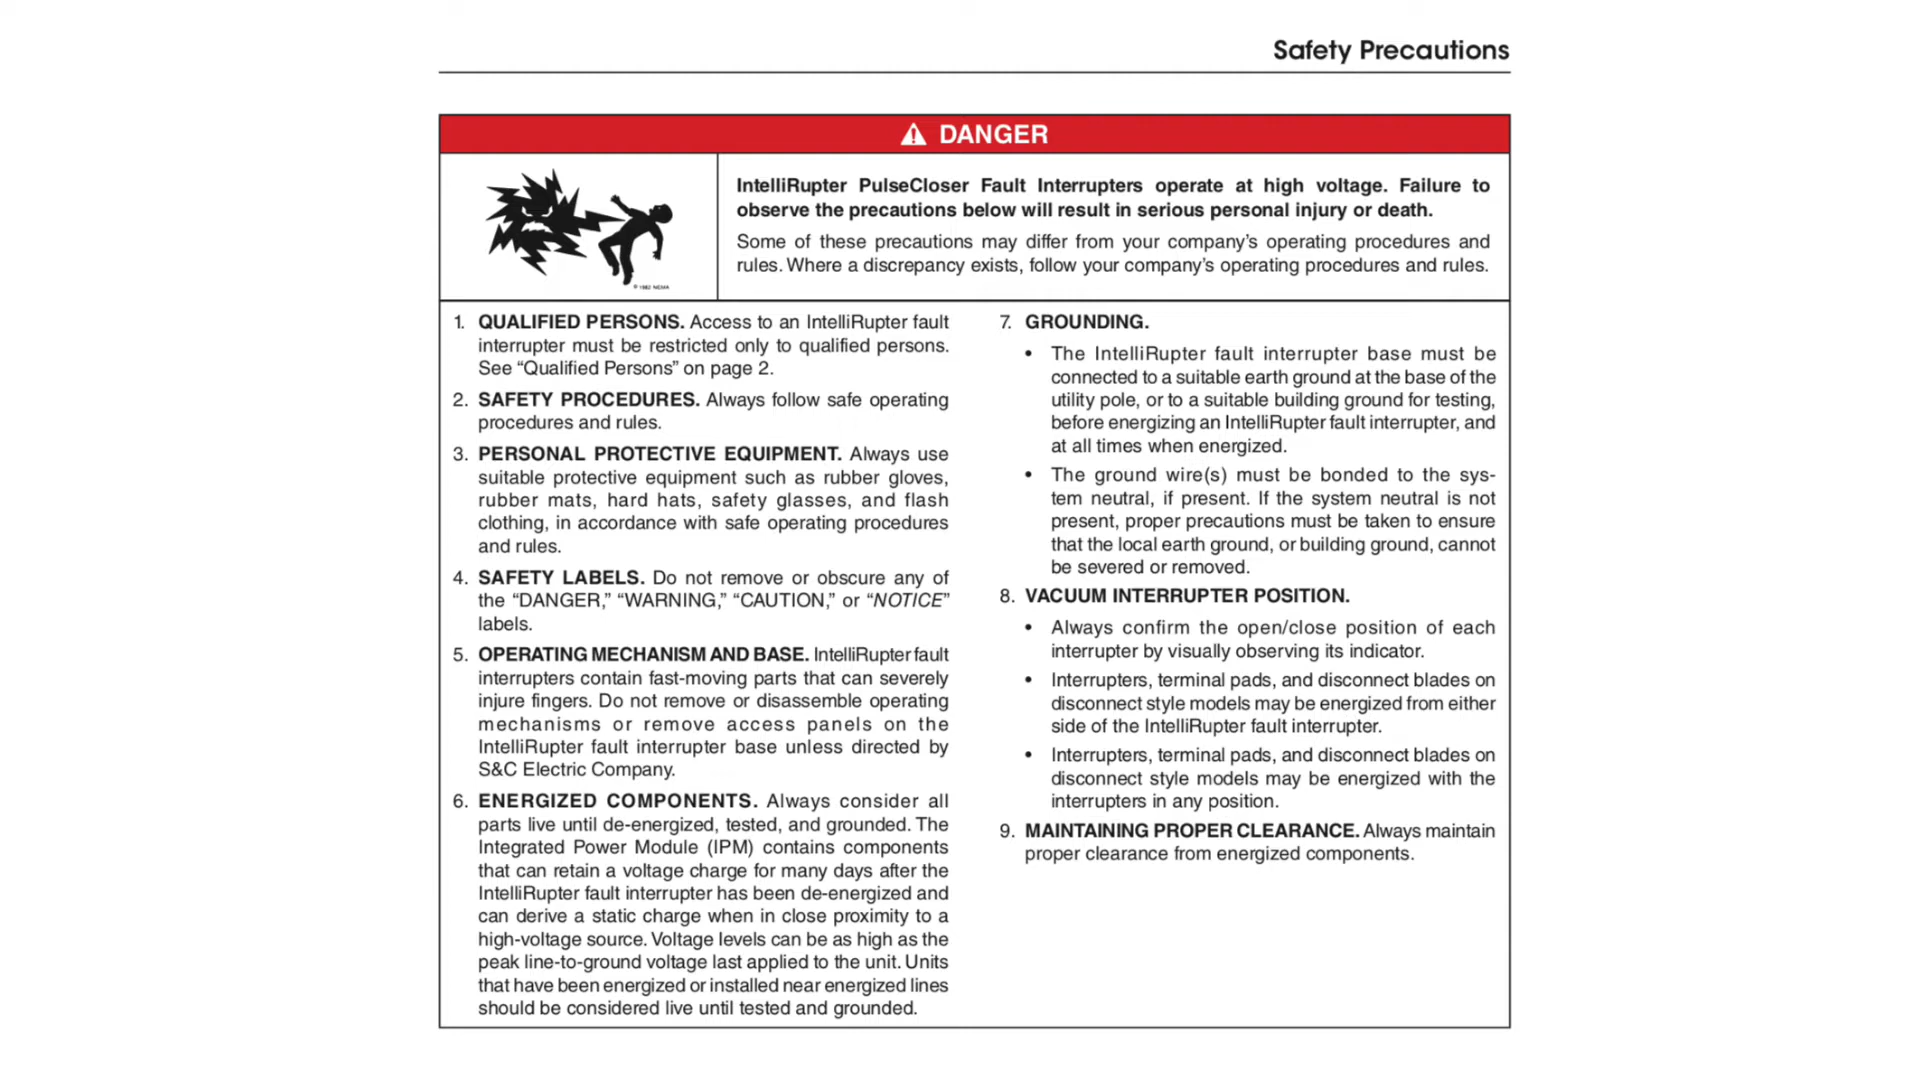 Safety Precautions
DANGER
IntelliRupter PulseCloser Fault Interrupters operate at high voltage. Failure to
observe the precautions below will result in serious personal injury or death.
Some of these precautions may differ from your company's operating procedures and
rules. Where a discrepancy exists, follow your company's operating procedures and rules.
© 1982 NEMA
1. QUALIFIED PERSONS. Access to an IntelliRupter fault
interrupter must be restricted only to qualified persons.
See “Qualified Persons” on page 2.
2. SAFETY PROCEDURES. Always follow safe operating
procedures and rules.
3. PERSONAL PROTECTIVE EQUIPMENT. Always use
suitable protective equipment such as rubber gloves,
rubber mats, hard hats, safety glasses, and flash
clothing, in accordance with safe operating procedures
and rules.
4. SAFETY LABELS. Do not remove or obscure any of
the “DANGER,” “WARNING,” “CAUTION,” or “NOTICE”
labels.
5. OPERATING MECHANISM AND BASE. IntelliRupter fault
interrupters contain fast-moving parts that can severely
injure fingers. Do not remove or disassemble operating
mechanisms or remove access panels on the
IntelliRupter fault interrupter base unless directed by
S&C Electric Company.
6. ENERGIZED COMPONENTS. Always consider all
parts live until de-energized, tested, and grounded. The
Integrated Power Module (IPM) contains components
that can retain a voltage charge for many days after the
IntelliRupter fault interrupter has been de-energized and
can derive a static charge when in close proximity to a
high-voltage source. Voltage levels can be as high as the
peak line-to-ground voltage last applied to the unit. Units
that have been energized or installed near energized lines
should be considered live until tested and grounded.
7. GROUNDING.
• The IntelliRupter fault interrupter base must be
connected to a suitable earth ground at the base of the
utility pole, or to a suitable building ground for testing,
before energizing an IntelliRupter fault interrupter, and
at all times when energized.
• The ground wire(s) must be bonded to the sys-
tem neutral, if present. If the system neutral is not
present, proper precautions must be taken to ensure
that the local earth ground, or building ground, cannot
be severed or removed.
8. VACUUM INTERRUPTER POSITION.
• Always confirm the open/close position of each
interrupter by visually observing its indicator.
• Interrupters, terminal pads, and disconnect blades on
disconnect style models may be energized from either
side of the IntelliRupter fault interrupter.
• Interrupters, terminal pads, and disconnect blades on
disconnect style models may be energized with the
interrupters in any position.
9. MAINTAINING PROPER CLEARANCE. Always maintain
proper clearance from energized components.